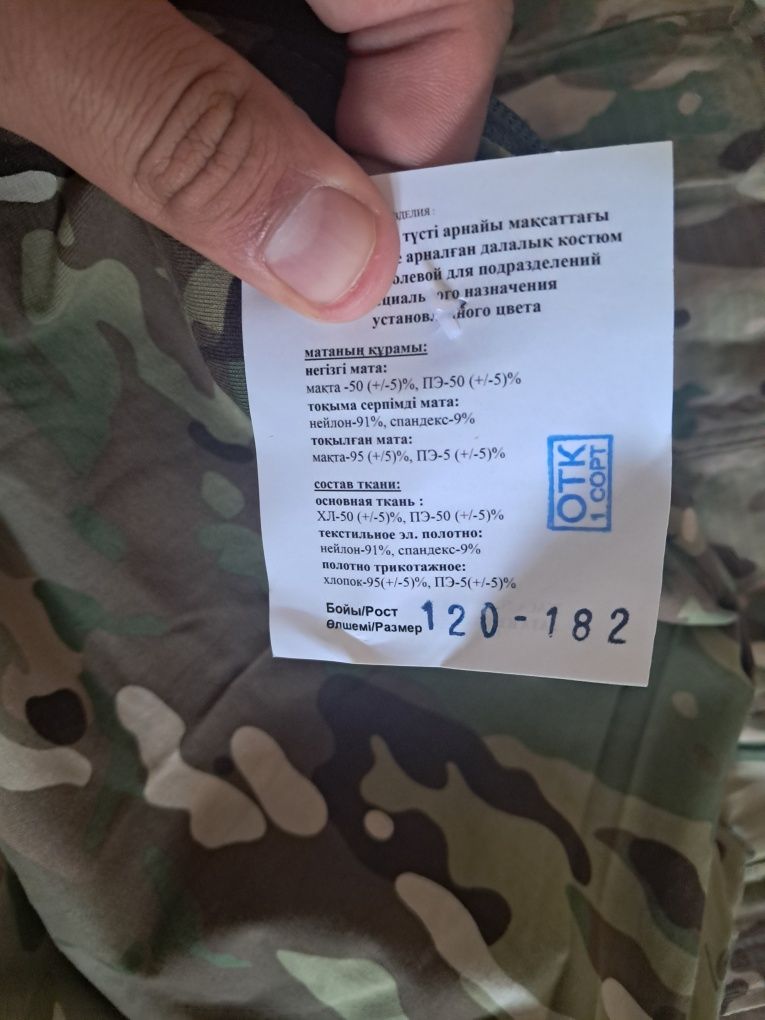 түсті арнайы мақсаттағы
арналған далалық костюм
для подразделений
назначения
цвета
матаның құрамы:
негізгі мата:
мақта -50 (+/-5)%, ПЭ-50 (+/-5)%
тоқыма серпімді мата:
нейлон-91%, спандекс-9%
тоқылған мата:
мақта-95 (+/5)%, ПЭ-5 (+/-5)%
состав ткани:
основная ткань :
ХЛ-50 (+/-5)%, ПЭ-50 (+/-5)%
текстильное эл. полотно:
нейлон-91%, спандекс-9%
полотно трикотажное:
хлопок-95(+/-5)%, ПЭ-5(+/-5)%
Бойы/Рост
Өлшемі/Размер 120-182
ОТК
1 СОРТ